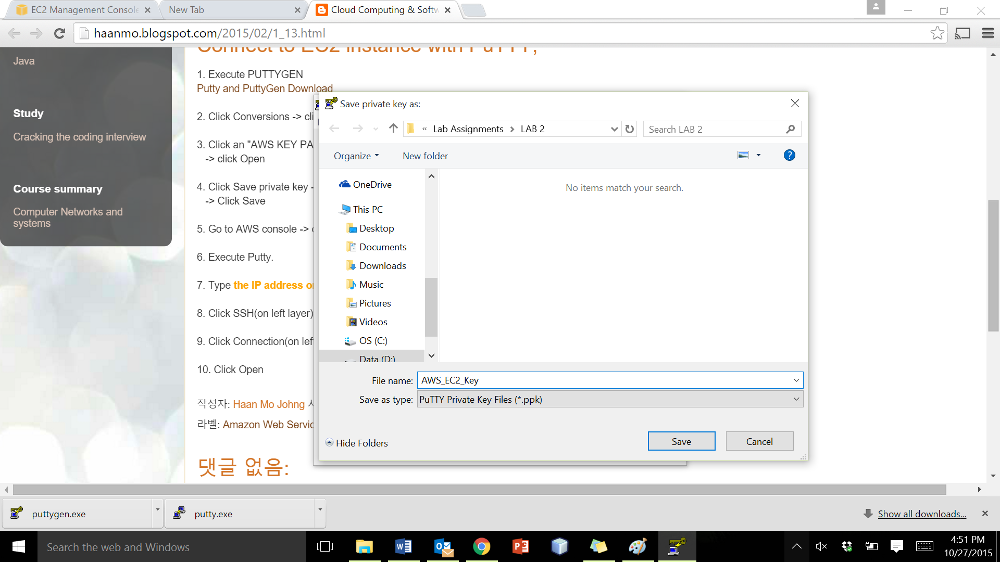 EC2 Management Console
New Tab
Cloud Computing & Softw
haanmo.blogspot.com/2015/02/1_13.html
Java
Study
Cracking the coding interview
Course summary
Computer Networks and
systems
Connect to EC2 instance with PuTTY;
1. Execute PUTTYGEN
Putty and PuttyGen Download
2. Click Conversions -> cli
3. Click an "AWS KEY PA
-> click Open
4. Click Save private key -
-> Click Save
5. Go to AWS console ->
6. Execute Putty.
7. Type the IP address or
8. Click SSH(on left layer)
9. Click Connection(on left
10. Click Open
작성자: Haan Mo Johng
라벨: Amazon Web Servic
댓글 없음:
Save private key as:
« Lab Assignments > LAB 2
Search LAB 2
Organize
New folder
?
OneDrive
This PC
Desktop
Documents
Downloads
Music
Pictures
Videos
OS (C:)
Data (D:)
No items match your search.
File name: AWS_EC2_Key
Save as type: PuTTY Private Key Files (*.ppk)
Hide Folders
Save
Cancel
puttygen.exe
putty.exe
Show all downloads...
Search the web and Windows
4:51 PM
10/27/2015